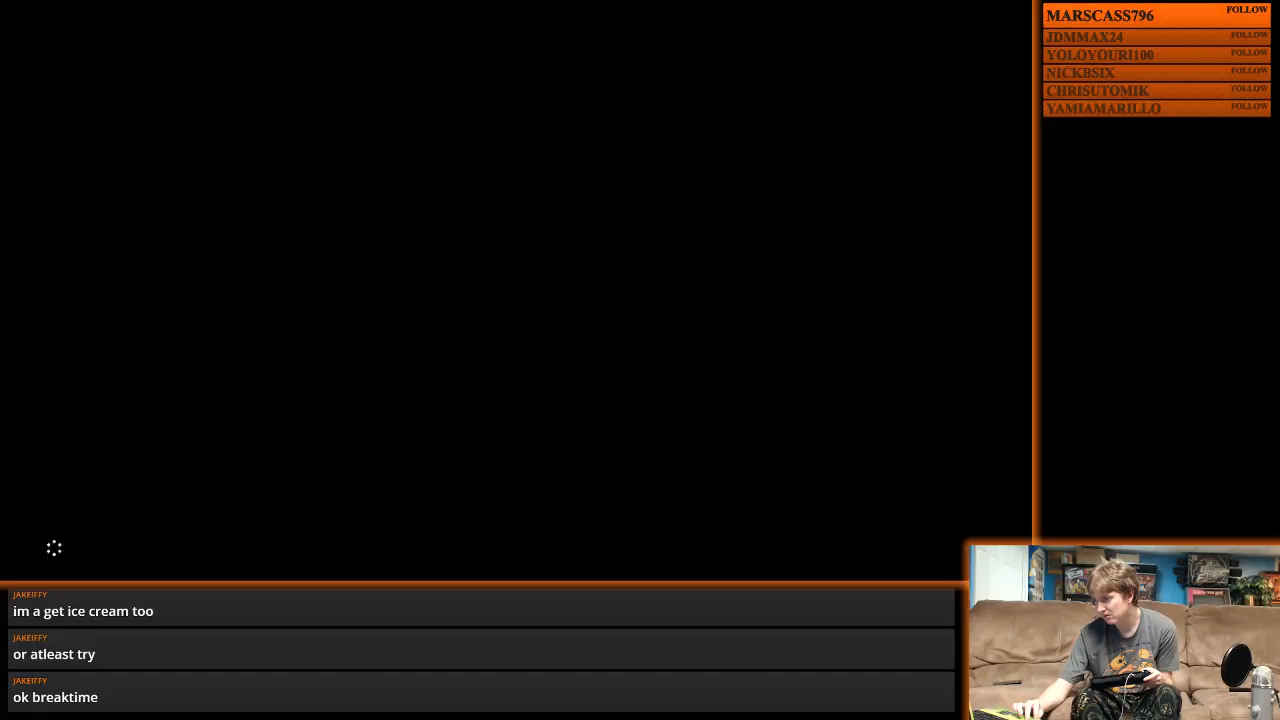 MARSCASS796 FOLLOW
JDMMAX24 FOLLOW
YOLOYOURI100 FOLLOW
NICKBSIX FOLLOW
CHRISUTOMIK FOLLOW
YAMIAMARILLO FOLLOW
JAKEIFFY
im a get ice cream too
JAKEIFFY
or atleast try
JAKEIFFY
ok breaktime